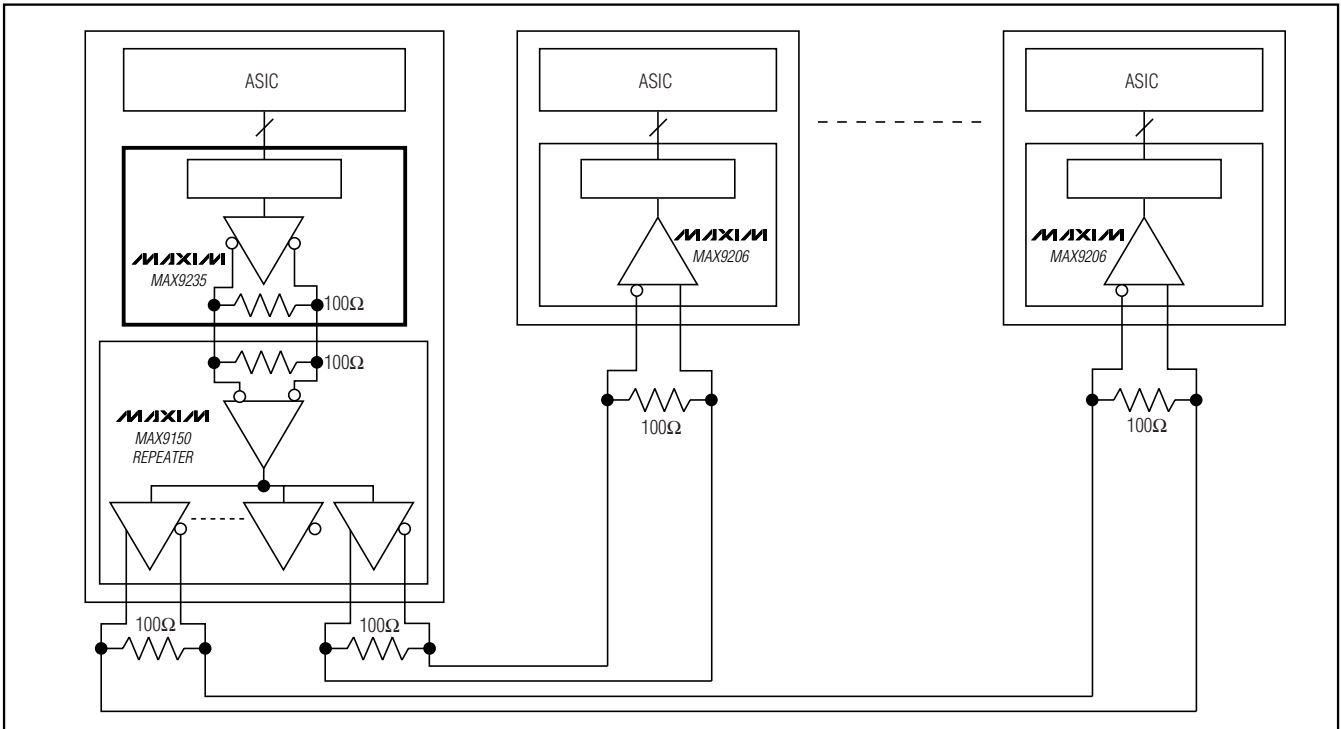 ASIC
ASIC
ASIC
MAXIM
MAX9235
100Ω
MAXIM
MAX9206
MAXIM
MAX9206
100Ω
MAXIM
MAX9150
REPEATER
100Ω
100Ω
100Ω
100Ω